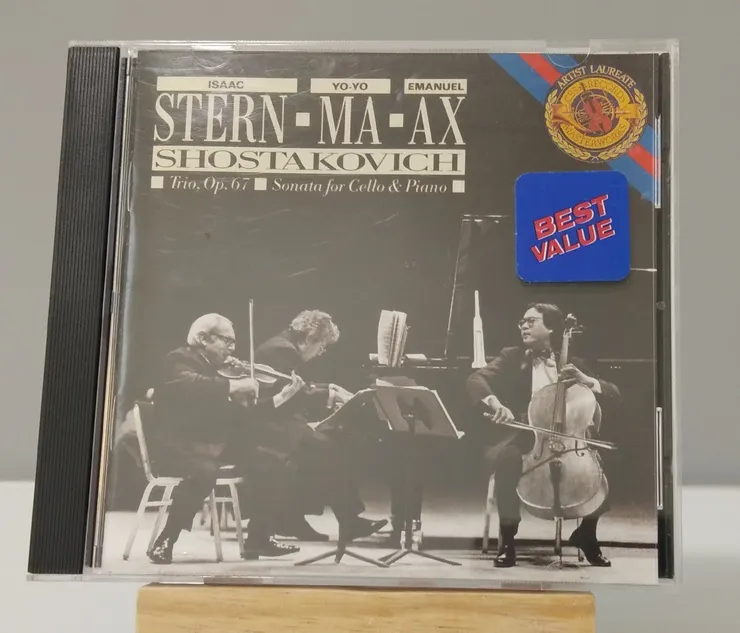 ISAAC YO-YO EMANUEL
STERN ▪ MA ▪ AX
SHOSTAKOVICH
▪ Trio, Op. 67 ▪ Sonata for Cello & Piano ▪
ARTIST LAUREATE
MASTERWORKS
BEST
VALUE